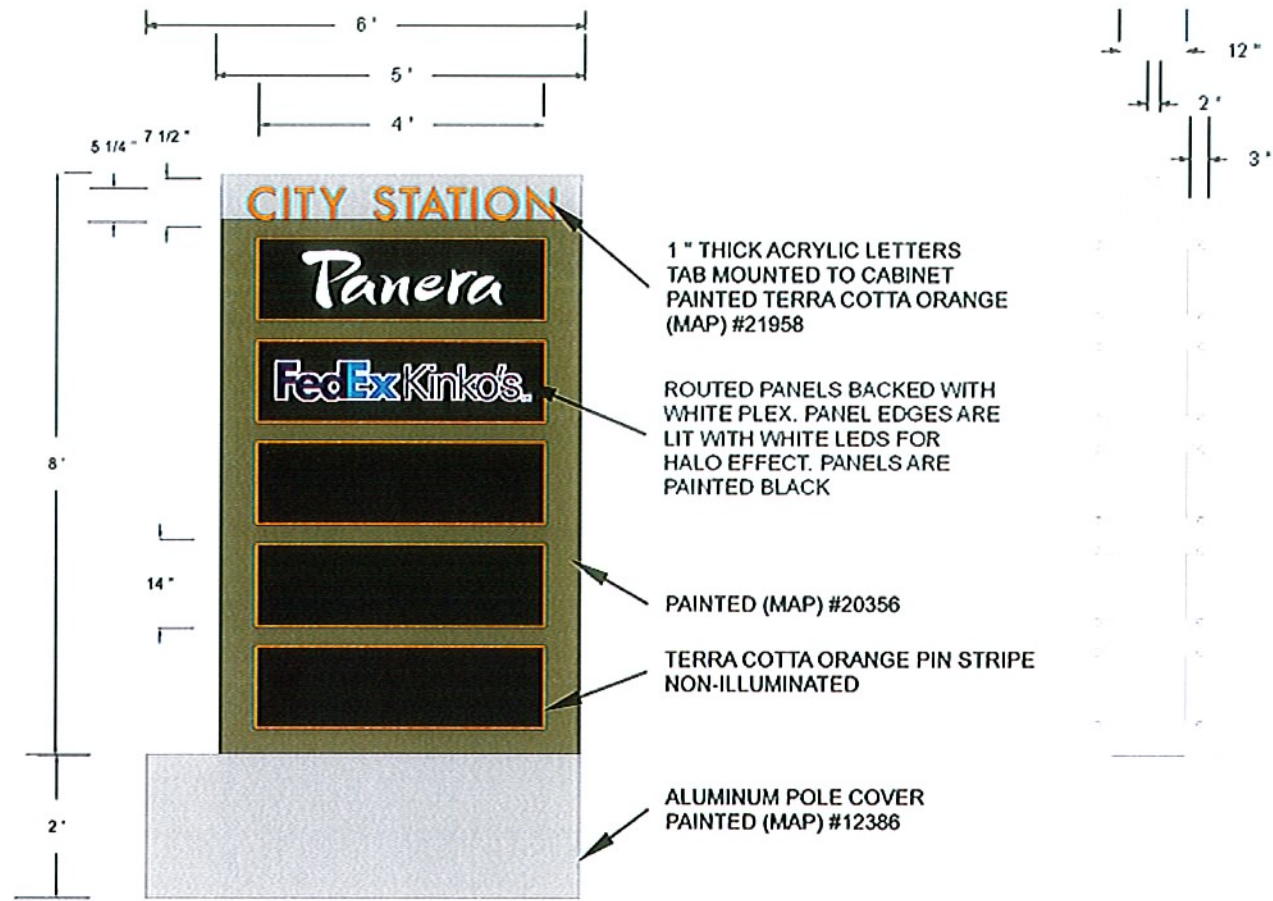 6 '
12 "
5 '
2 "
4 '
3 "
5 1/4 " 7 1/2 "
CITY STATION
1 " THICK ACRYLIC LETTERS
TAB MOUNTED TO CABINET
PAINTED TERRA COTTA ORANGE
(MAP) #21958
Panera
FedEx Kinko's
ROUTED PANELS BACKED WITH
WHITE PLEX. PANEL EDGES ARE
LIT WITH WHITE LEDS FOR
HALO EFFECT. PANELS ARE
PAINTED BLACK
8 '
14 "
PAINTED (MAP) #20356
TERRA COTTA ORANGE PIN STRIPE
NON-ILLUMINATED
2 '
ALUMINUM POLE COVER
PAINTED (MAP) #12386